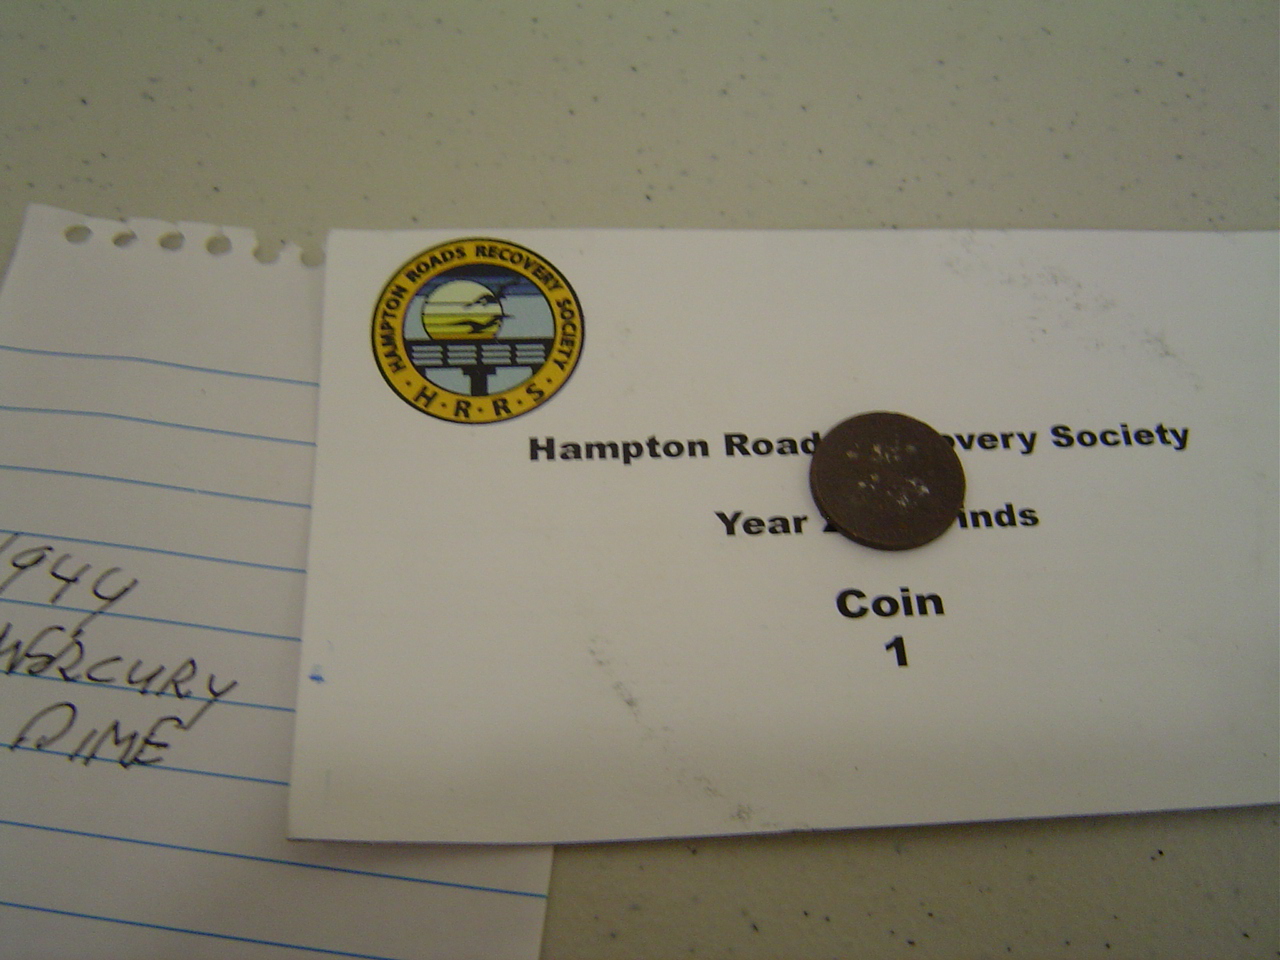 HAMPTON ROADS RECOVERY SOCIETY
· H · R · R · S ·
Hampton Road overy Society
Year inds
Coin
1
1944
MERCURY
DIME